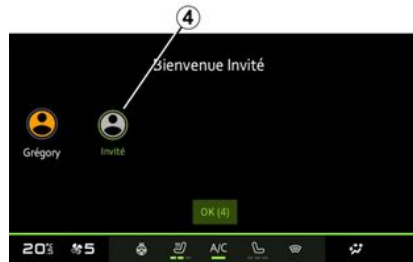 4
Bienvenue Invité
Grégory
Invité
OK (4)
20°C 5 A/C